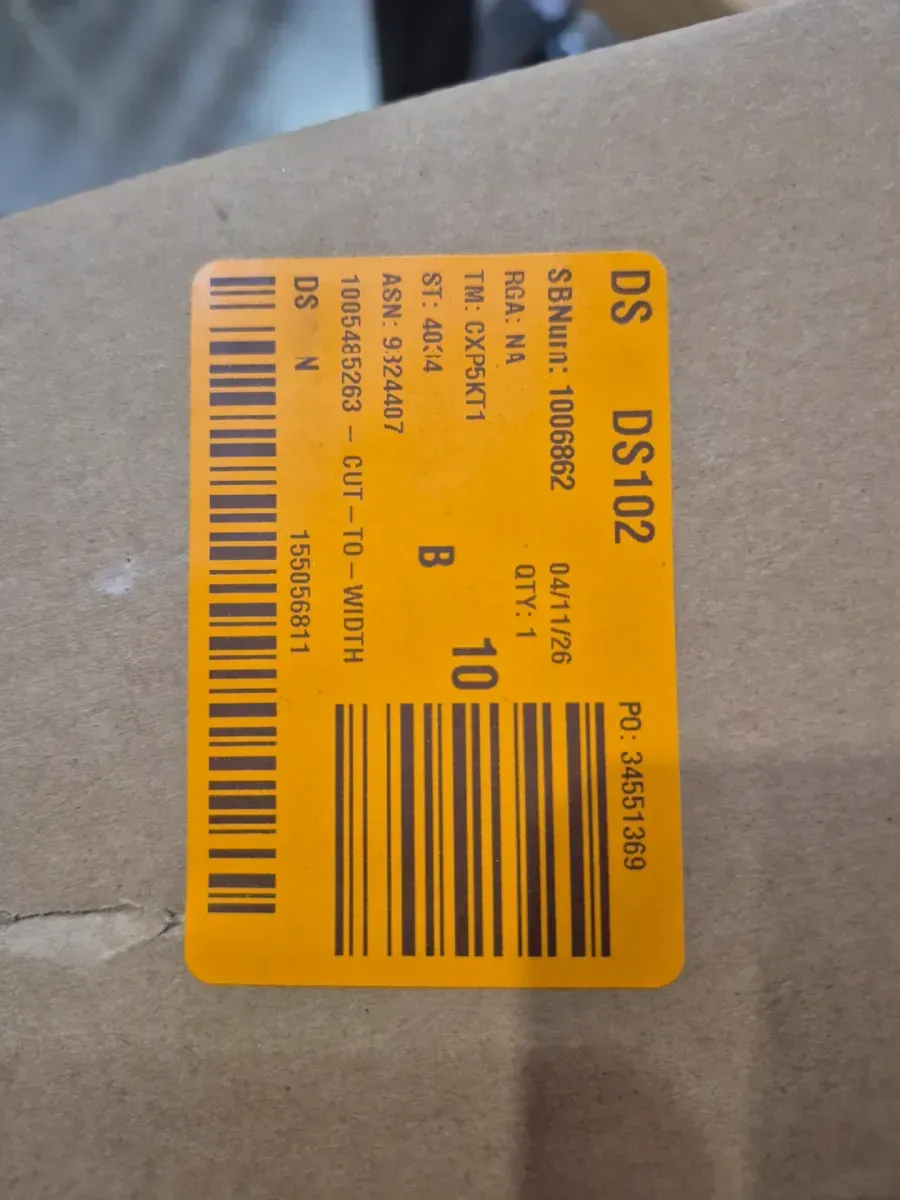 DS DS102
PO: 34551369
SBNum: 1006862 04/11/26
RGA: NA QTY: 1
TM: CXP5KT1 10
ST: 4034 B
ASN: 9324407
1005485263 - CUT-TO-WIDTH
DS N 155056811